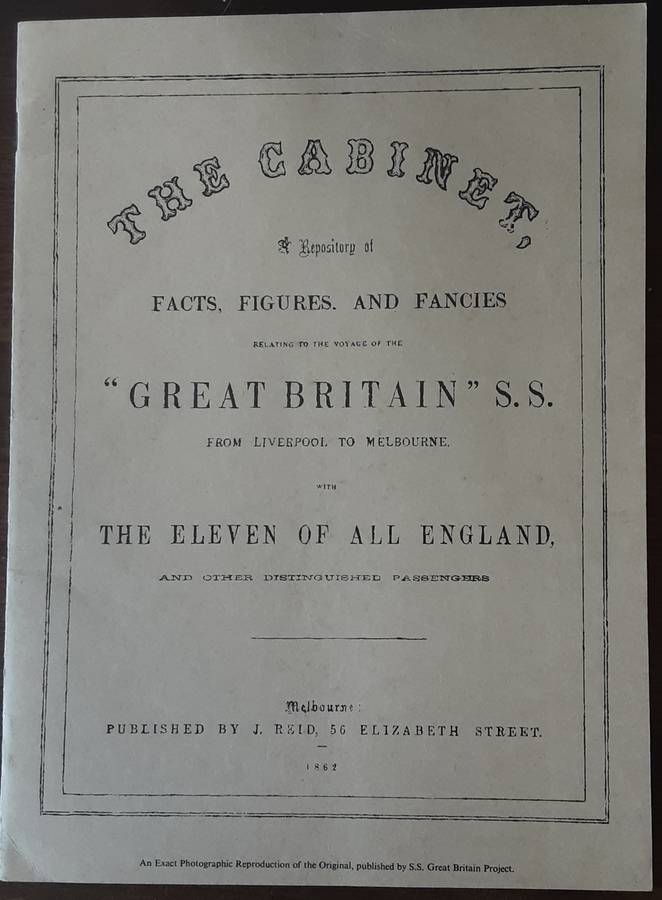 THE CABINET,
A Repository of
FACTS, FIGURES. AND FANCIES
RELATING TO THE VOYAGE OF THE
“GREAT BRITAIN” S.S.
FROM LIVERPOOL TO MELBOURNE,
WITH
THE ELEVEN OF ALL ENGLAND,
AND OTHER DISTINGUISHED PASSENGERS
Melbourne:
PUBLISHED BY J. REID, 56 ELIZABETH STREET.
1862
An Exact Photographic Reproduction of the Original, published by S.S. Great Britain Project.